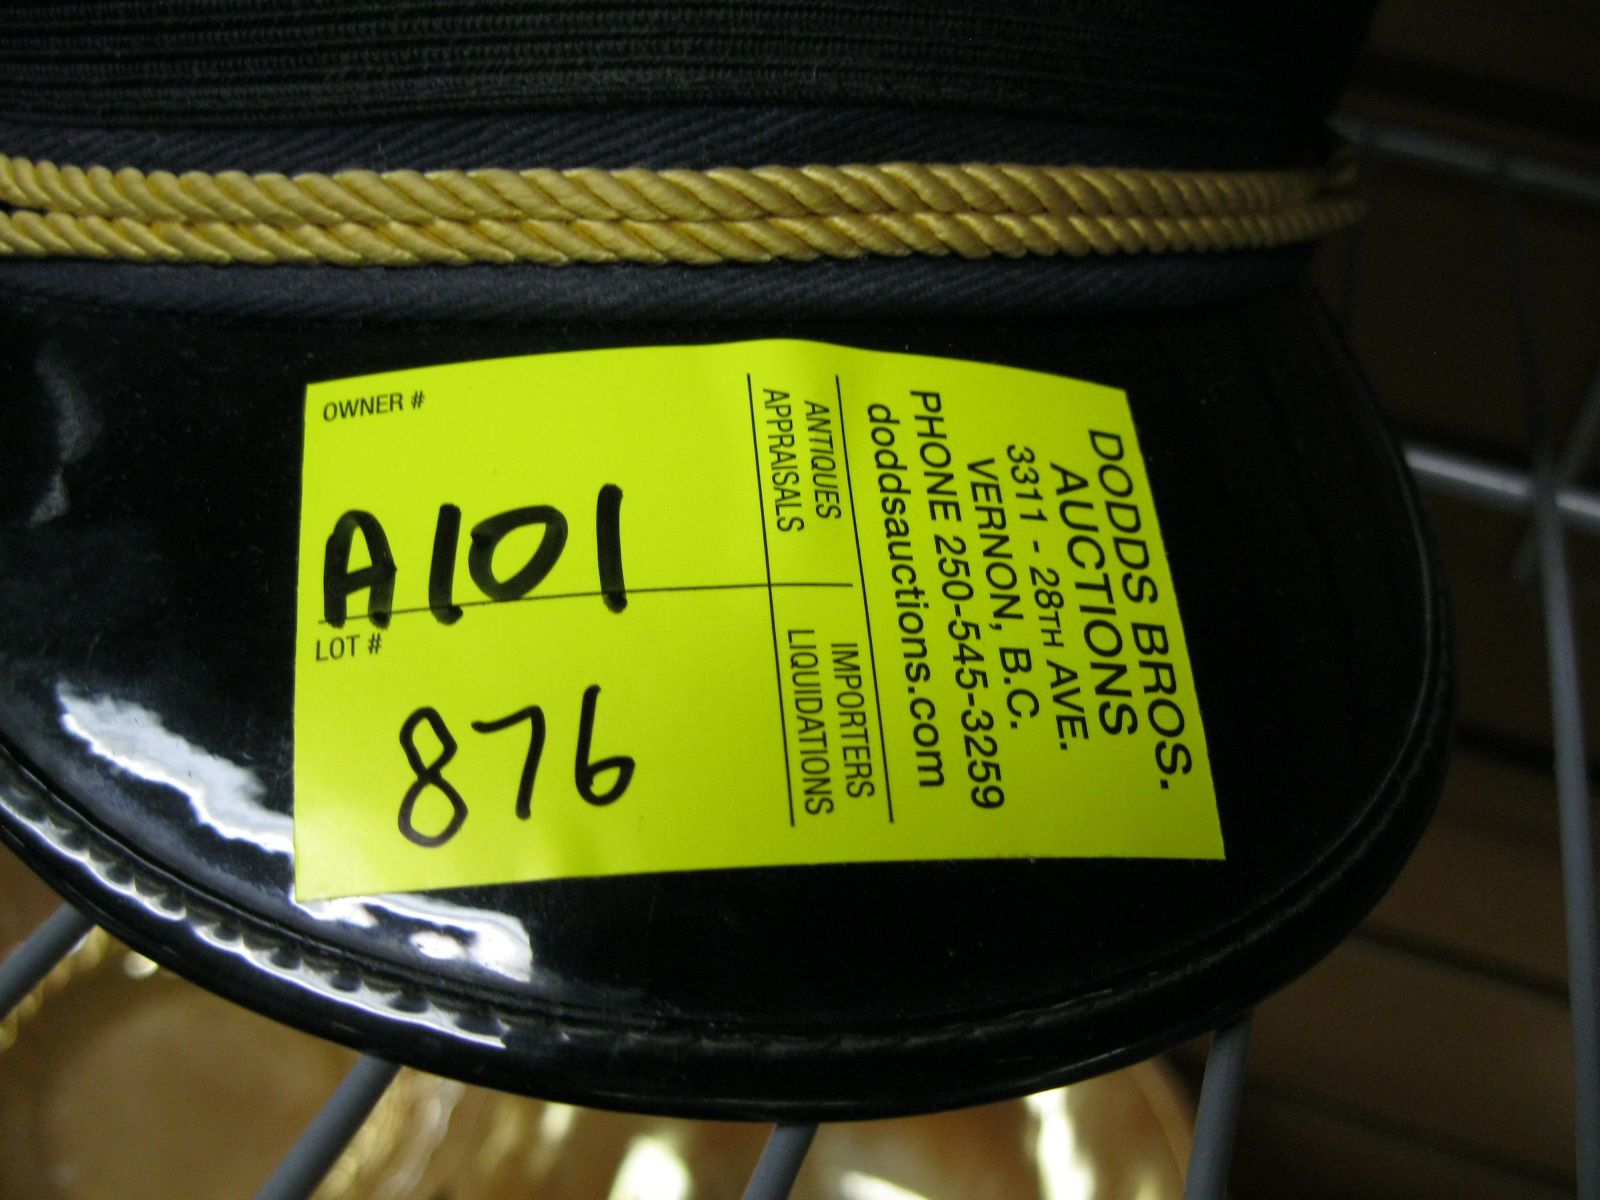 DODDS BROS.
AUCTIONS
3311 - 28TH AVE.
VERNON, B.C.
PHONE 250-545-3259
doddsauctions.com
ANTIQUES
APPRAISALS
IMPORTERS
LIQUIDATIONS
OWNER #
A101
LOT #
876